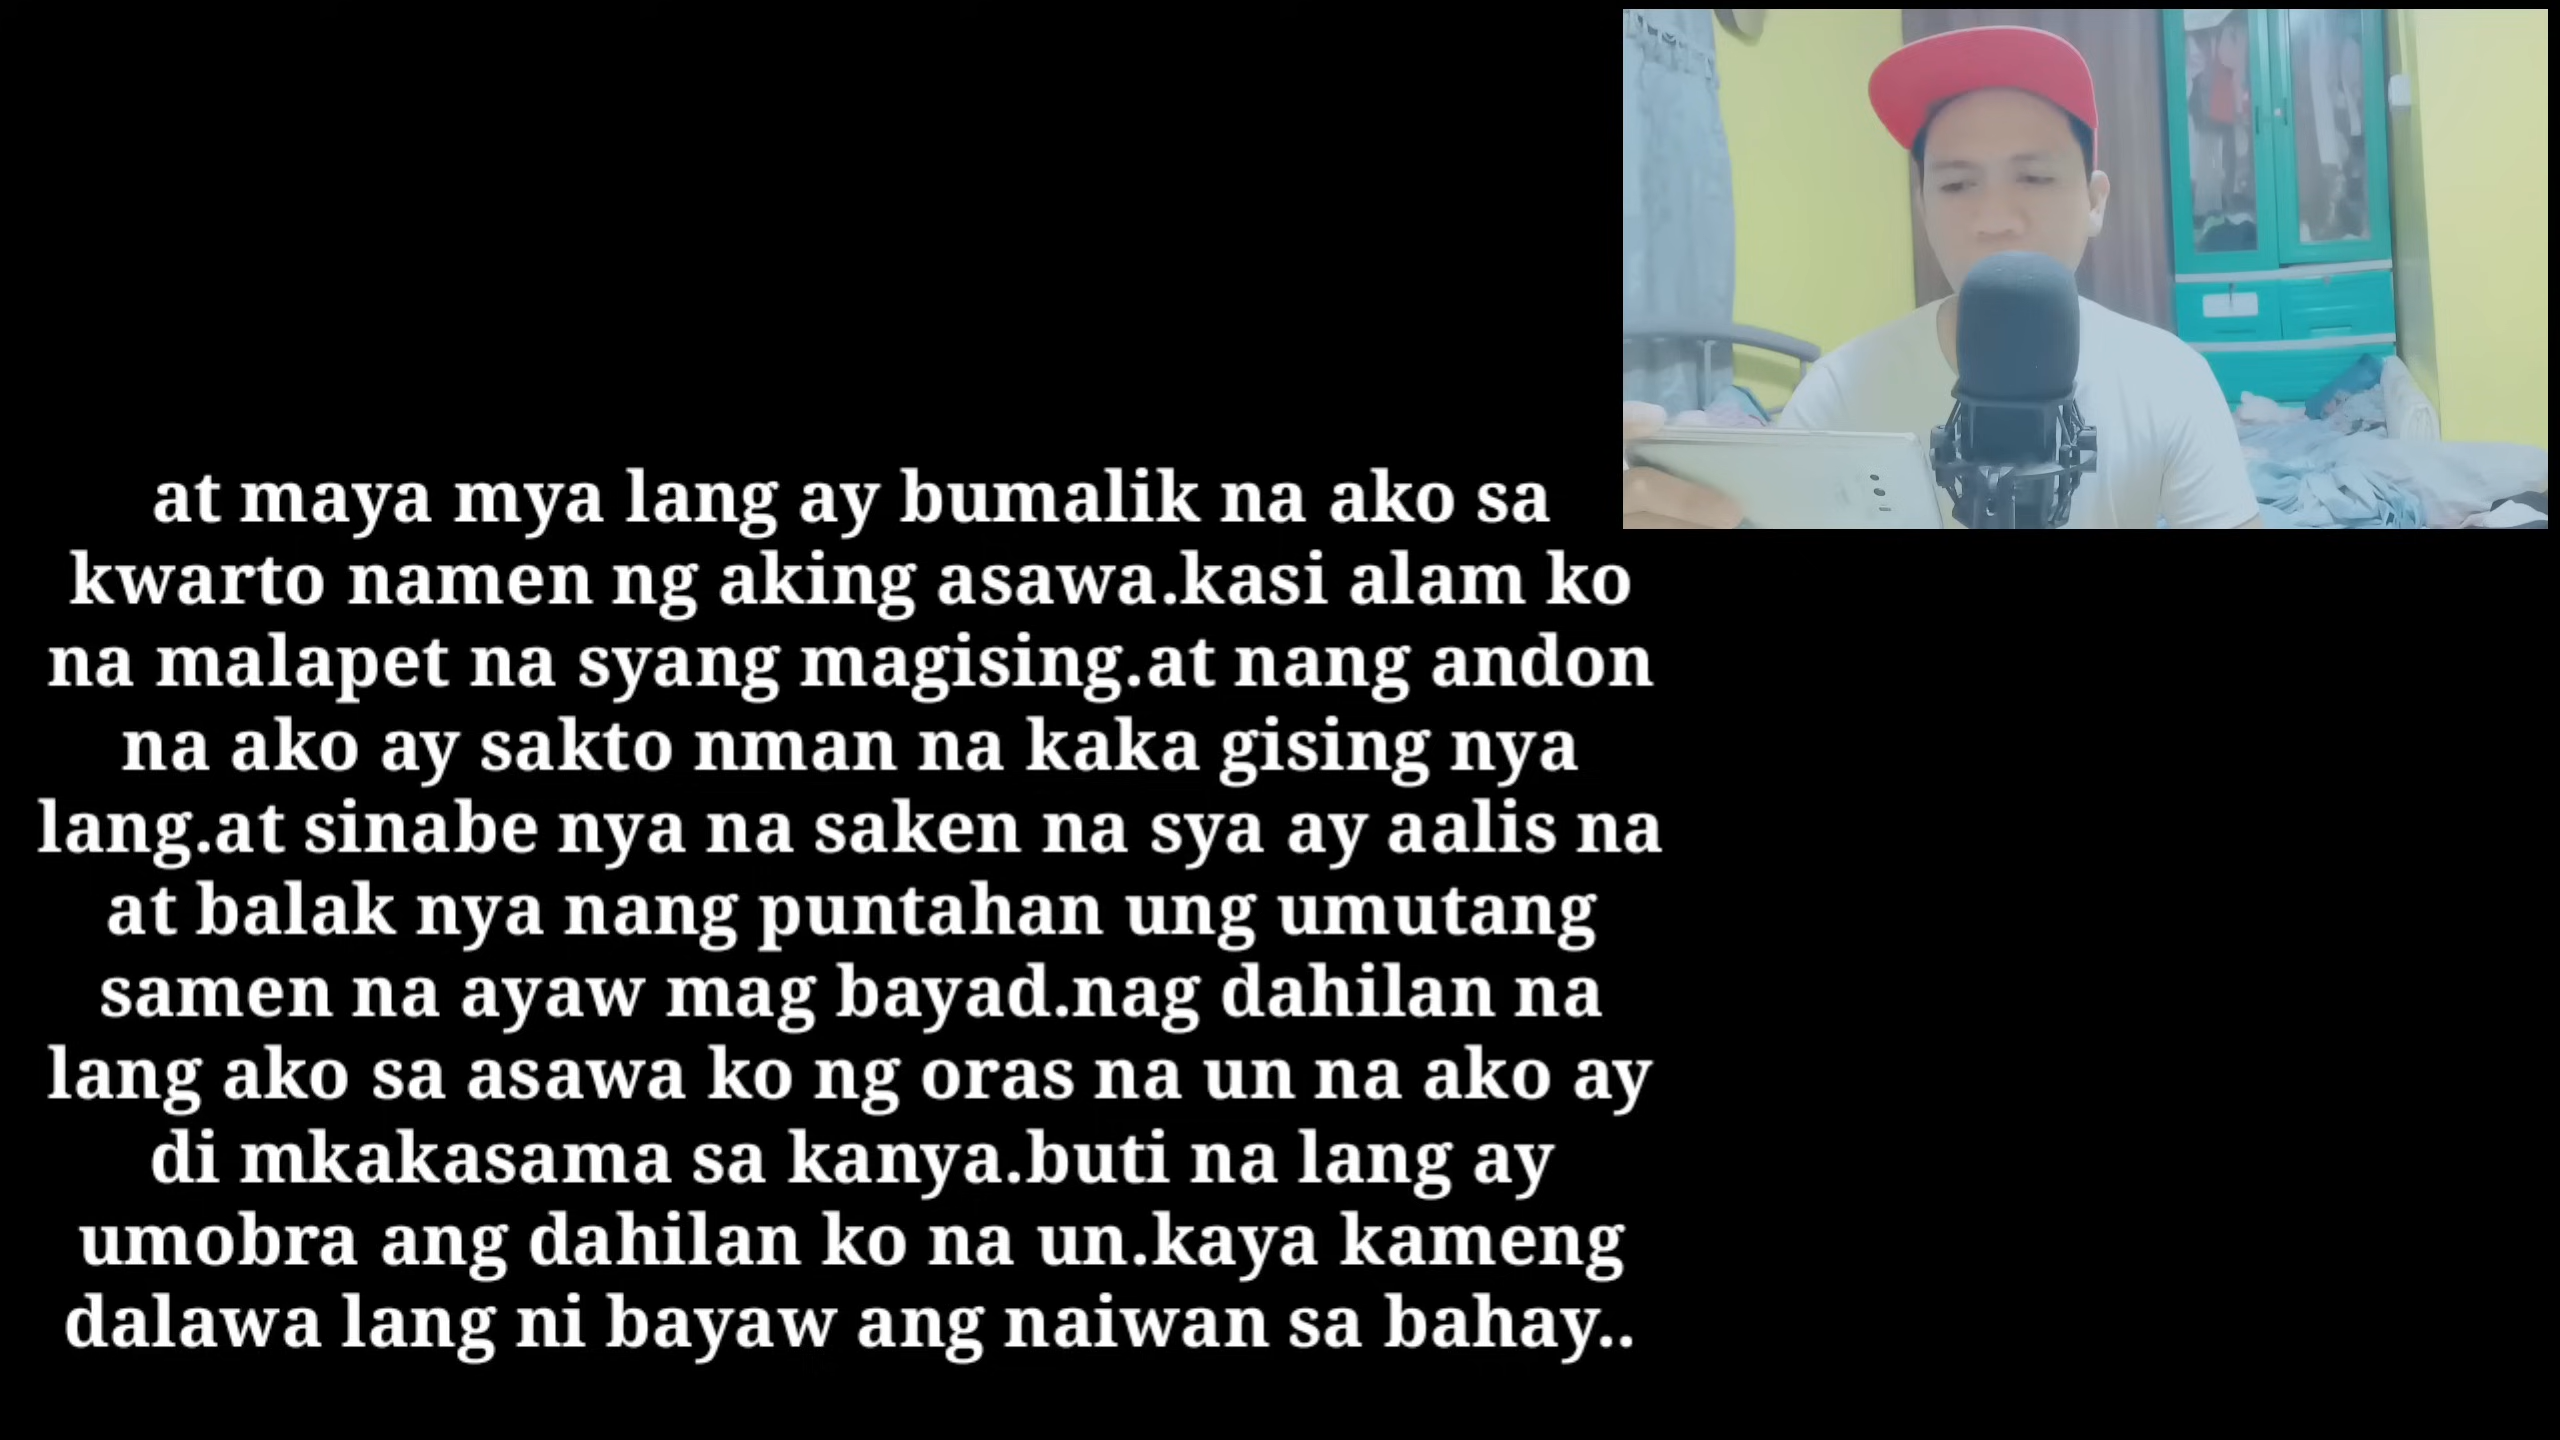 at maya mya lang ay bumalik na ako sa
kwarto namen ng aking asawa.kasi alam ko
na malapet na syang magising.at nang andon
na ako ay sakto nman na kaka gising nya
lang.at sinabe nya na saken na sya ay aalis na
at balak nya nang puntahan ung umutang
samen na ayaw mag bayad.nag dahilan na
lang ako sa asawa ko ng oras na un na ako ay
di mkakasama sa kanya.buti na lang ay
umobra ang dahilan ko na un.kaya kameng
dalawa lang ni bayaw ang naiwan sa bahay..